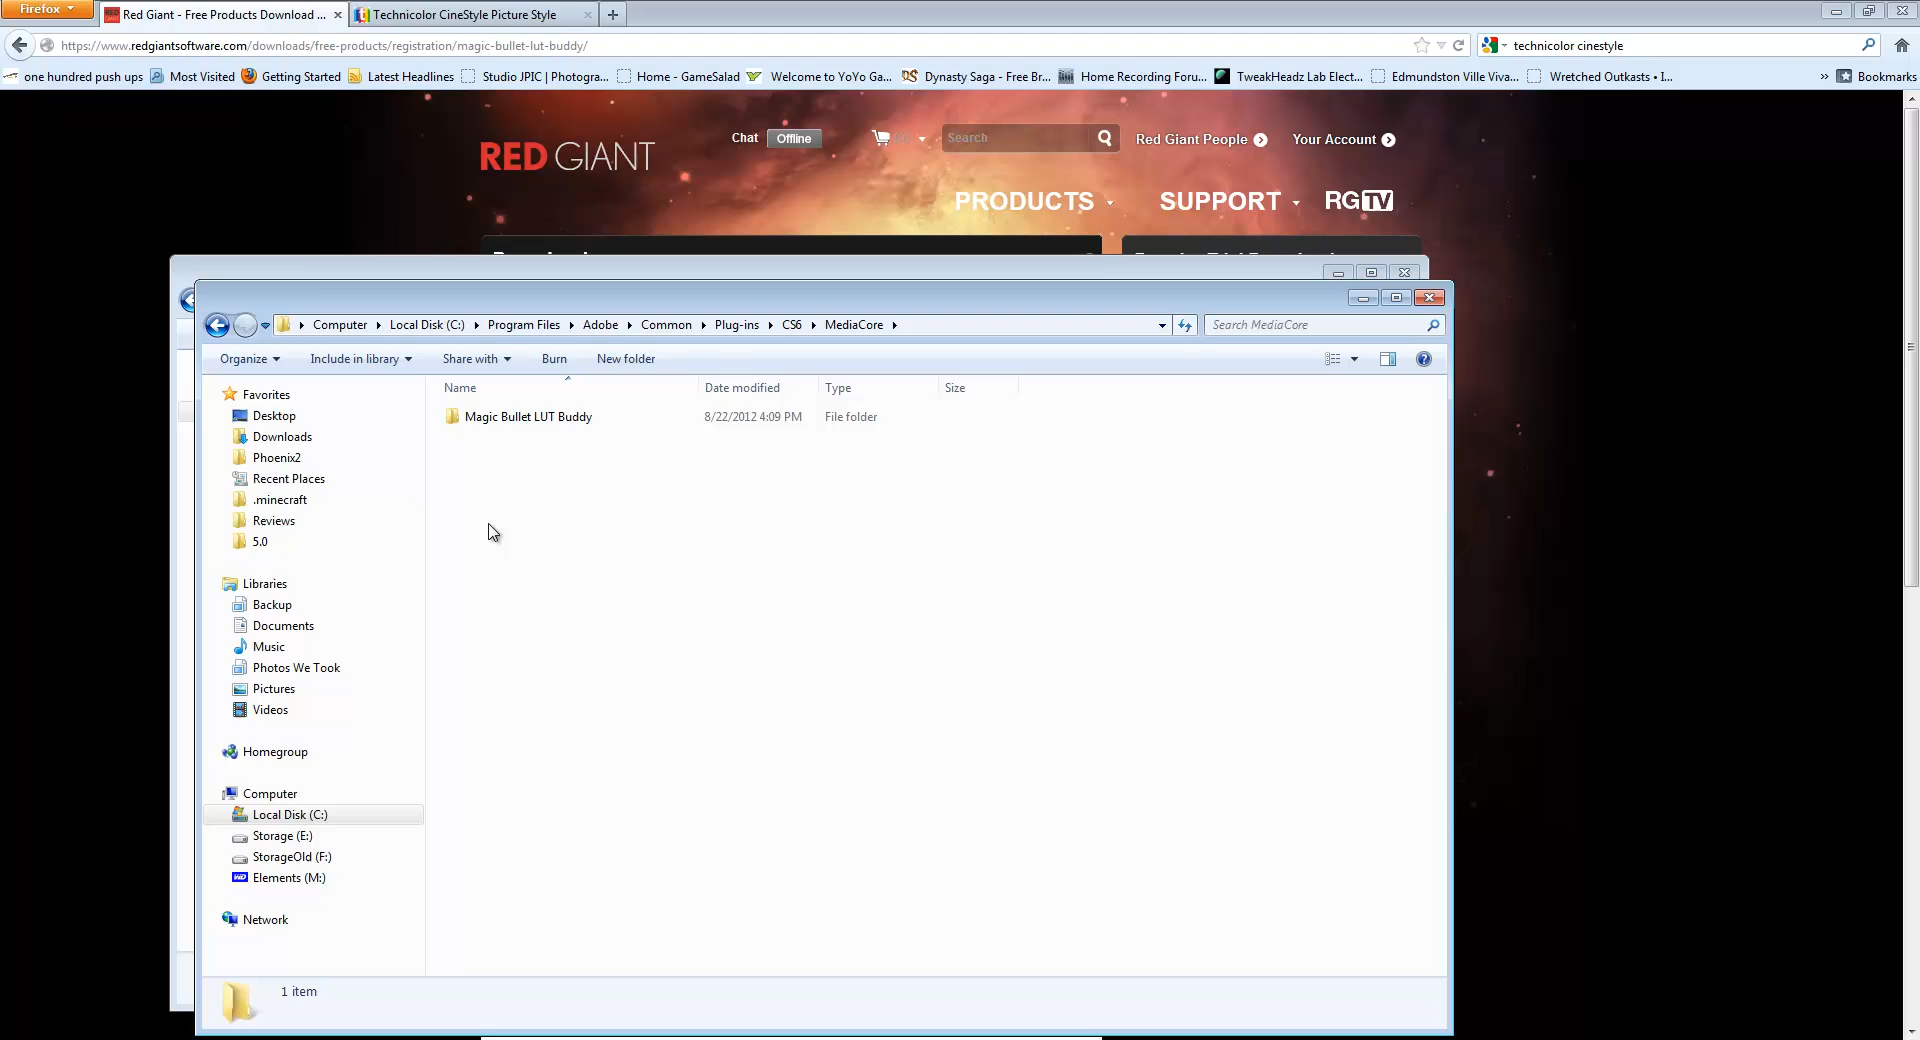 Firefox
Red Giant - Free Products Download ...
Technicolor CineStyle Picture Style
https://www.redgiantsoftware.com/downloads/free-products/registration/magic-bullet-lut-buddy/
technicolor cinestyle
one hundred push ups
Most Visited
Getting Started
Latest Headlines
Studio JPIC | Photogra...
Home - GameSalad
Welcome to YoYo Ga...
Dynasty Saga - Free Br...
Home Recording Foru...
TweakHeadz Lab Elect...
Edmundston Ville Viva...
Wretched Outkasts • I...
Bookmarks
RED GIANT
Chat
Offline
Search
Red Giant People
Your Account
PRODUCTS
SUPPORT
RGTV
Computer
Local Disk (C:)
Program Files
Adobe
Common
Plug-ins
CS6
MediaCore
Search MediaCore
Organize
Include in library
Share with
Burn
New folder
Name
Date modified
Type
Size
Magic Bullet LUT Buddy
8/22/2012 4:09 PM
File folder
Favorites
Desktop
Downloads
Phoenix2
Recent Places
.minecraft
Reviews
5.0
Libraries
Backup
Documents
Music
Photos We Took
Pictures
Videos
Homegroup
Computer
Local Disk (C:)
Storage (E:)
StorageOld (F:)
Elements (M:)
Network
1 item